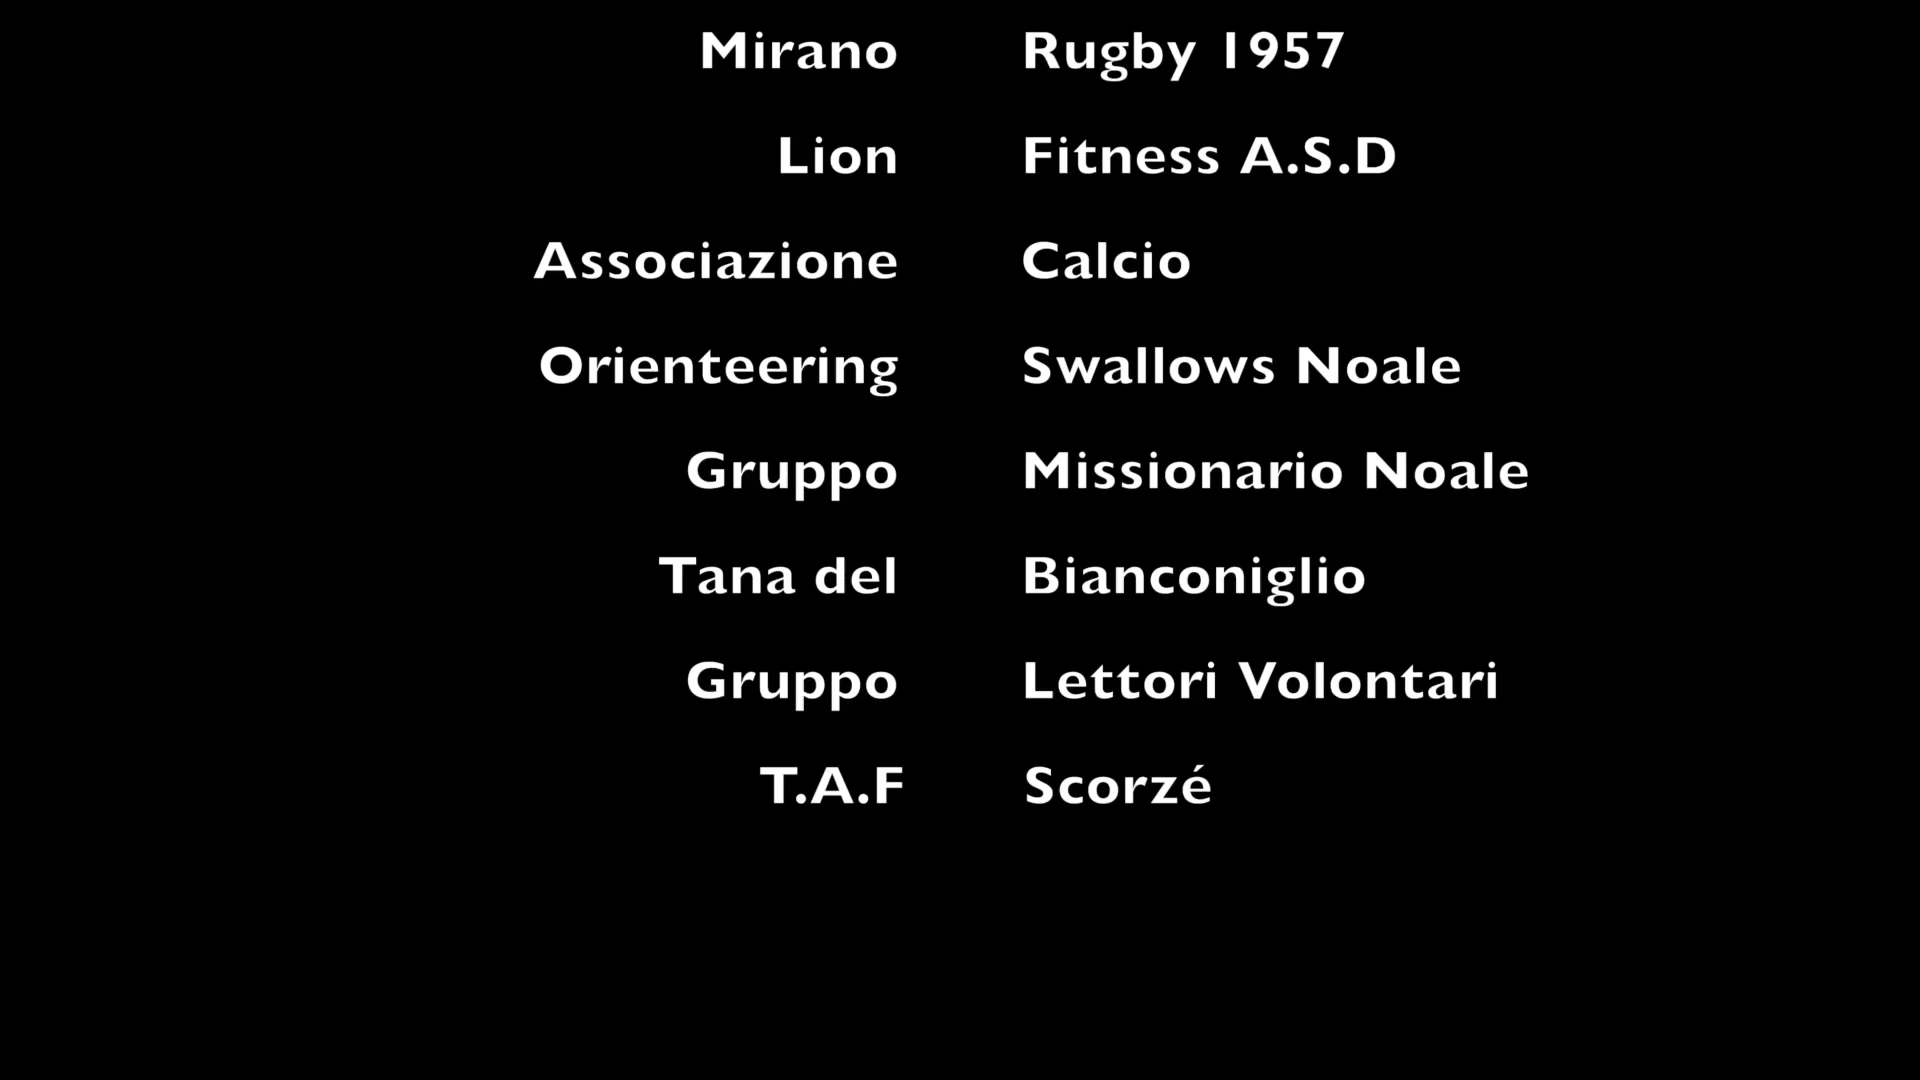 Mirano Rugby 1957
Lion Fitness A.S.D
Associazione Calcio
Orienteering Swallows Noale
Gruppo Missionario Noale
Tana del Bianconiglio
Gruppo Lettori Volontari
T.A.F Scorzé